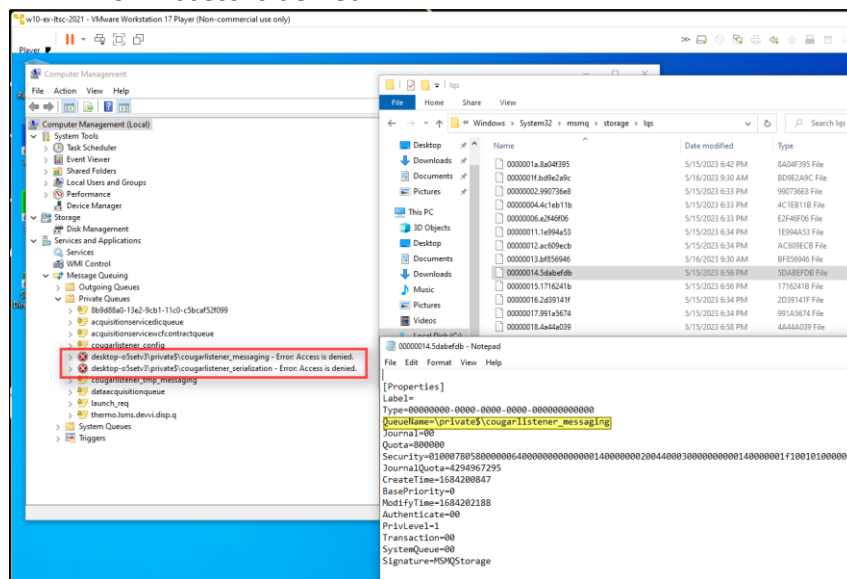 w10-ex-ltsc-2021 - VMware Workstation 17 Player (Non-commercial use only)
Player
Computer Management
File Action View Help
Computer Management (Local)
System Tools
Task Scheduler
Event Viewer
Shared Folders
Local Users and Groups
Performance
Device Manager
Storage
Disk Management
Services and Applications
Services
WMI Control
Message Queuing
Outgoing Queues
Private Queues
8b9d88a0-13e2-9cb1-11c0-c5bcaf52f099
acquisitionservicedicqueue
acquisitionservicewcfcontractqueue
cougarlistener_config
desktop-o5setv3\private$\cougarlistener_messaging - Error: Access is denied.
desktop-o5setv3\private$\cougarlistener_serialization - Error: Access is denied.
cougarlistener_tmp_messaging
dataacquisitionqueue
launch_req
thermo.lsms.devvi.disp.q
System Queues
Triggers
lqs
File Home Share View
« Windows › System32 › msmq › storage › lqs
Search lqs
Desktop
Downloads
Documents
Pictures
This PC
3D Objects
Desktop
Documents
Downloads
Music
Pictures
Videos
Local Disk (C:)
Name Date modified Type
0000001a.8a04f395 5/15/2023 6:42 PM 8A04F395 File
0000001f.bd9e2a9c 5/16/2023 9:30 AM BD9E2A9C File
00000002.990736e8 5/15/2023 6:33 PM 990736E8 File
00000004.4c1eb11b 5/15/2023 6:33 PM 4C1EB11B File
00000006.e2f46f06 5/15/2023 6:33 PM E2F46F06 File
00000011.1e994a53 5/15/2023 6:34 PM 1E994A53 File
00000012.ac609ecb 5/15/2023 6:34 PM AC609ECB File
00000013.bf856946 5/16/2023 9:30 AM BF856946 File
00000014.5dabefdb 5/15/2023 6:56 PM 5DABEFDB File
00000015.1716241b 5/15/2023 6:56 PM 1716241B File
00000016.2d39141f 5/15/2023 6:34 PM 2D39141F File
00000017.991a5674 5/15/2023 6:34 PM 991A5674 File
00000018.4a44a039 5/15/2023 6:58 PM 4A44A039 File
00000014.5dabefdb - Notepad
File Edit Format View Help
[Properties]
Label=
Type=00000000-0000-0000-0000-000000000000
QueueName=\private$\cougarlistener_messaging
Journal=00
Quota=800000
JournalQuota=4294967295
CreateTime=1684200847
BasePriority=0
ModifyTime=1684202188
Authenticate=00
PrivLevel=1
Transaction=00
SystemQueue=00
Signature=MSMQStorage